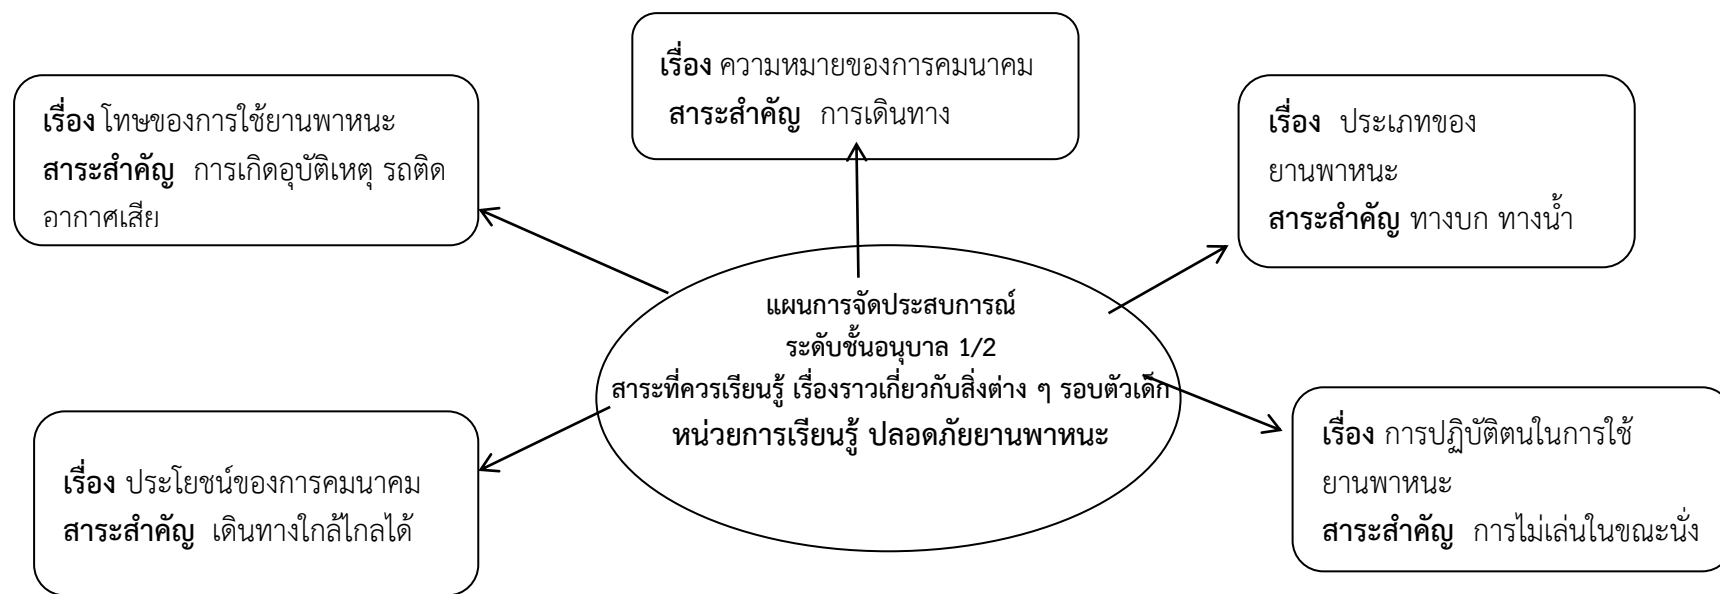 เรื่อง ความหมายของการคมนาคม
สาระสำคัญ การเดินทาง
เรื่อง โทษของการใช้ยานพาหนะ
สาระสำคัญ การเกิดอุบัติเหตุ รถติด
อากาศเสีย
เรื่อง ประเภทของ
ยานพาหนะ
สาระสำคัญ ทางบก ทางน้ำ
แผนการจัดประสบการณ์
ระดับชั้นอนุบาล 1/2
สาระที่ควรเรียนรู้ เรื่องราวเกี่ยวกับสิ่งต่าง ๆ รอบตัวเด็ก
หน่วยการเรียนรู้ ปลอดภัยยานพาหนะ
เรื่อง ประโยชน์ของการคมนาคม
สาระสำคัญ เดินทางใกล้ไกลได้
เรื่อง การปฏิบัติตนในการใช้
ยานพาหนะ
สาระสำคัญ การไม่เล่นในขณะนั่ง